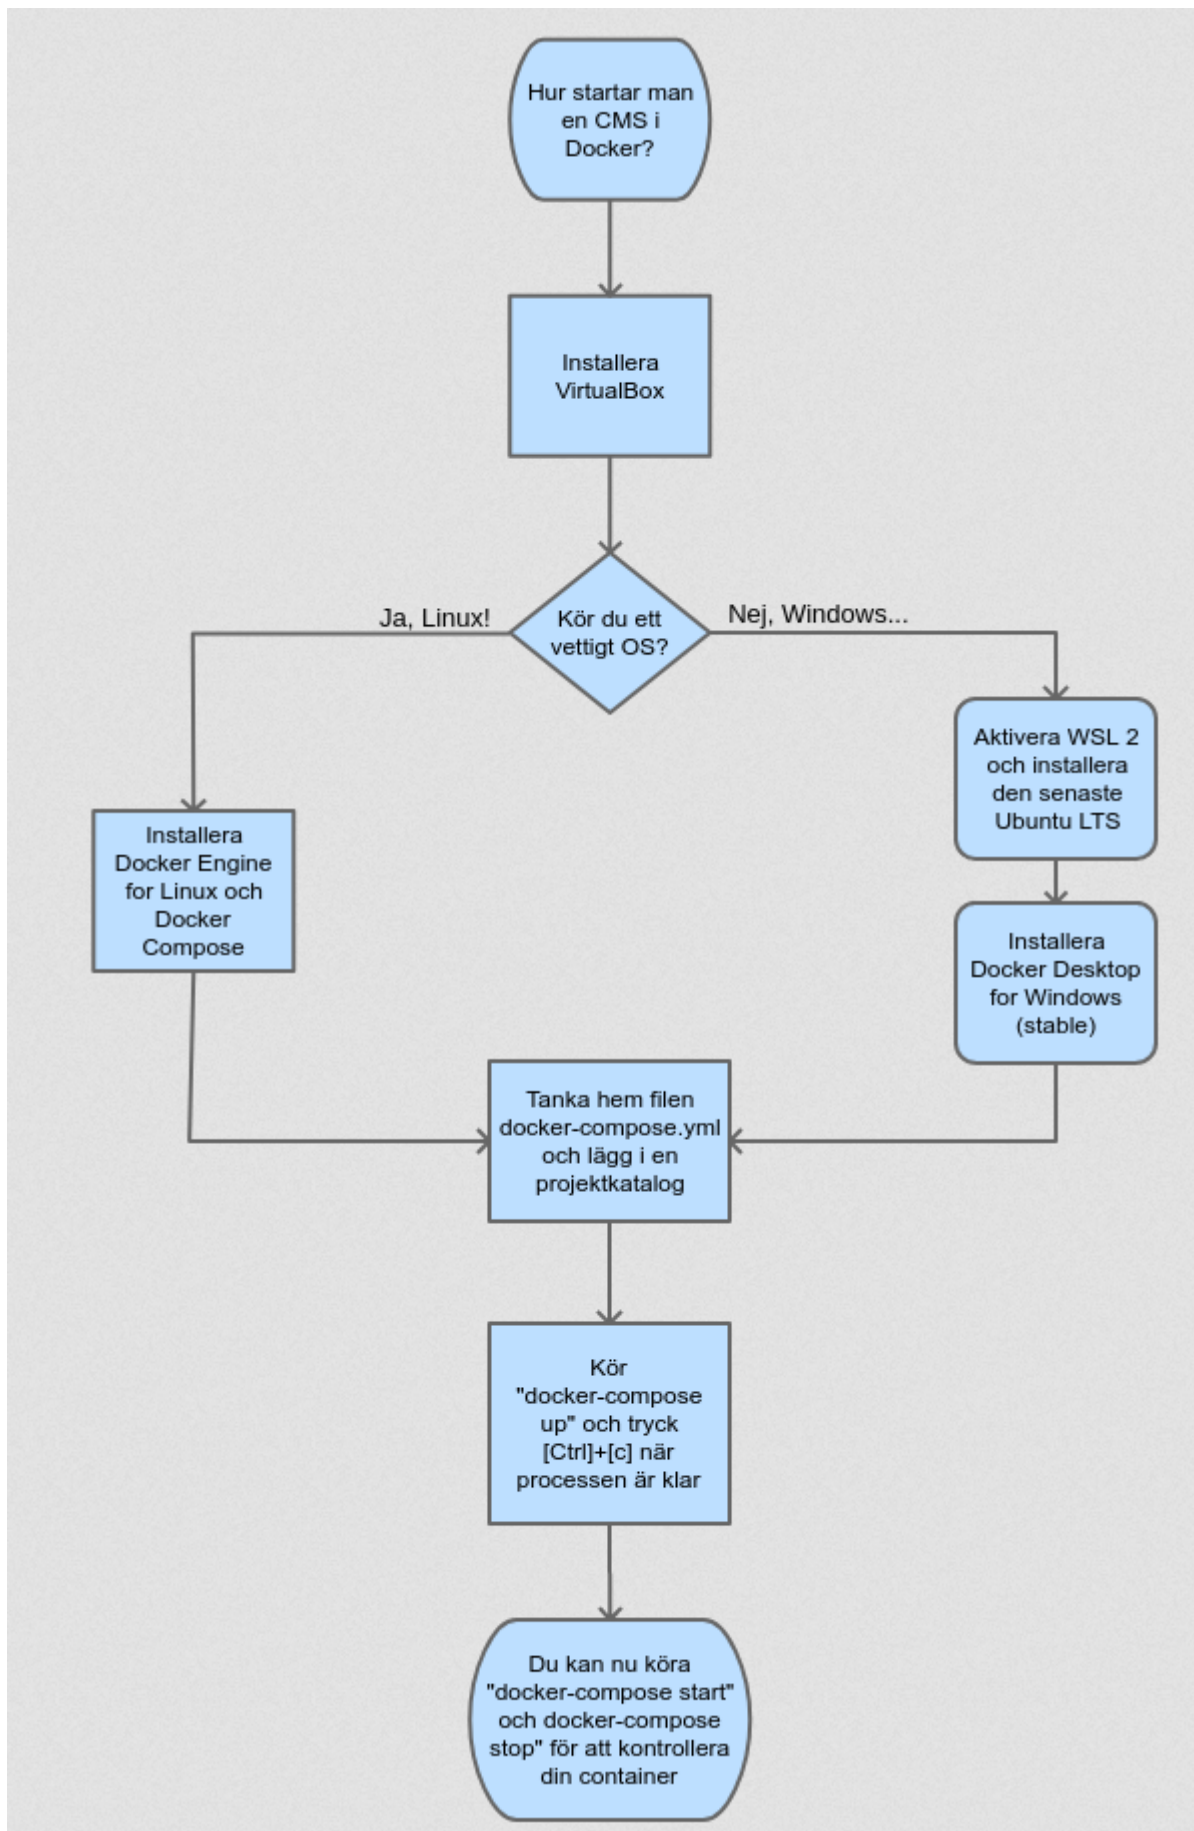 Hur startar man
en CMS i
Docker?
Installera
VirtualBox
Kör du ett
vettigt OS?
Ja, Linux!
Nej, Windows...
Aktivera WSL 2
och installera
den senaste
Ubuntu LTS
Installera
Docker Engine
for Linux och
Docker
Compose
Installera
Docker Desktop
for Windows
(stable)
Tanka hem filen
docker-compose.yml
och lägg i en
projektkatalog
Kör
"docker-compose
up" och tryck
[Ctrl]+[c] när
processen är klar
Du kan nu köra
"docker-compose start"
och docker-compose
stop" för att kontrollera
din container